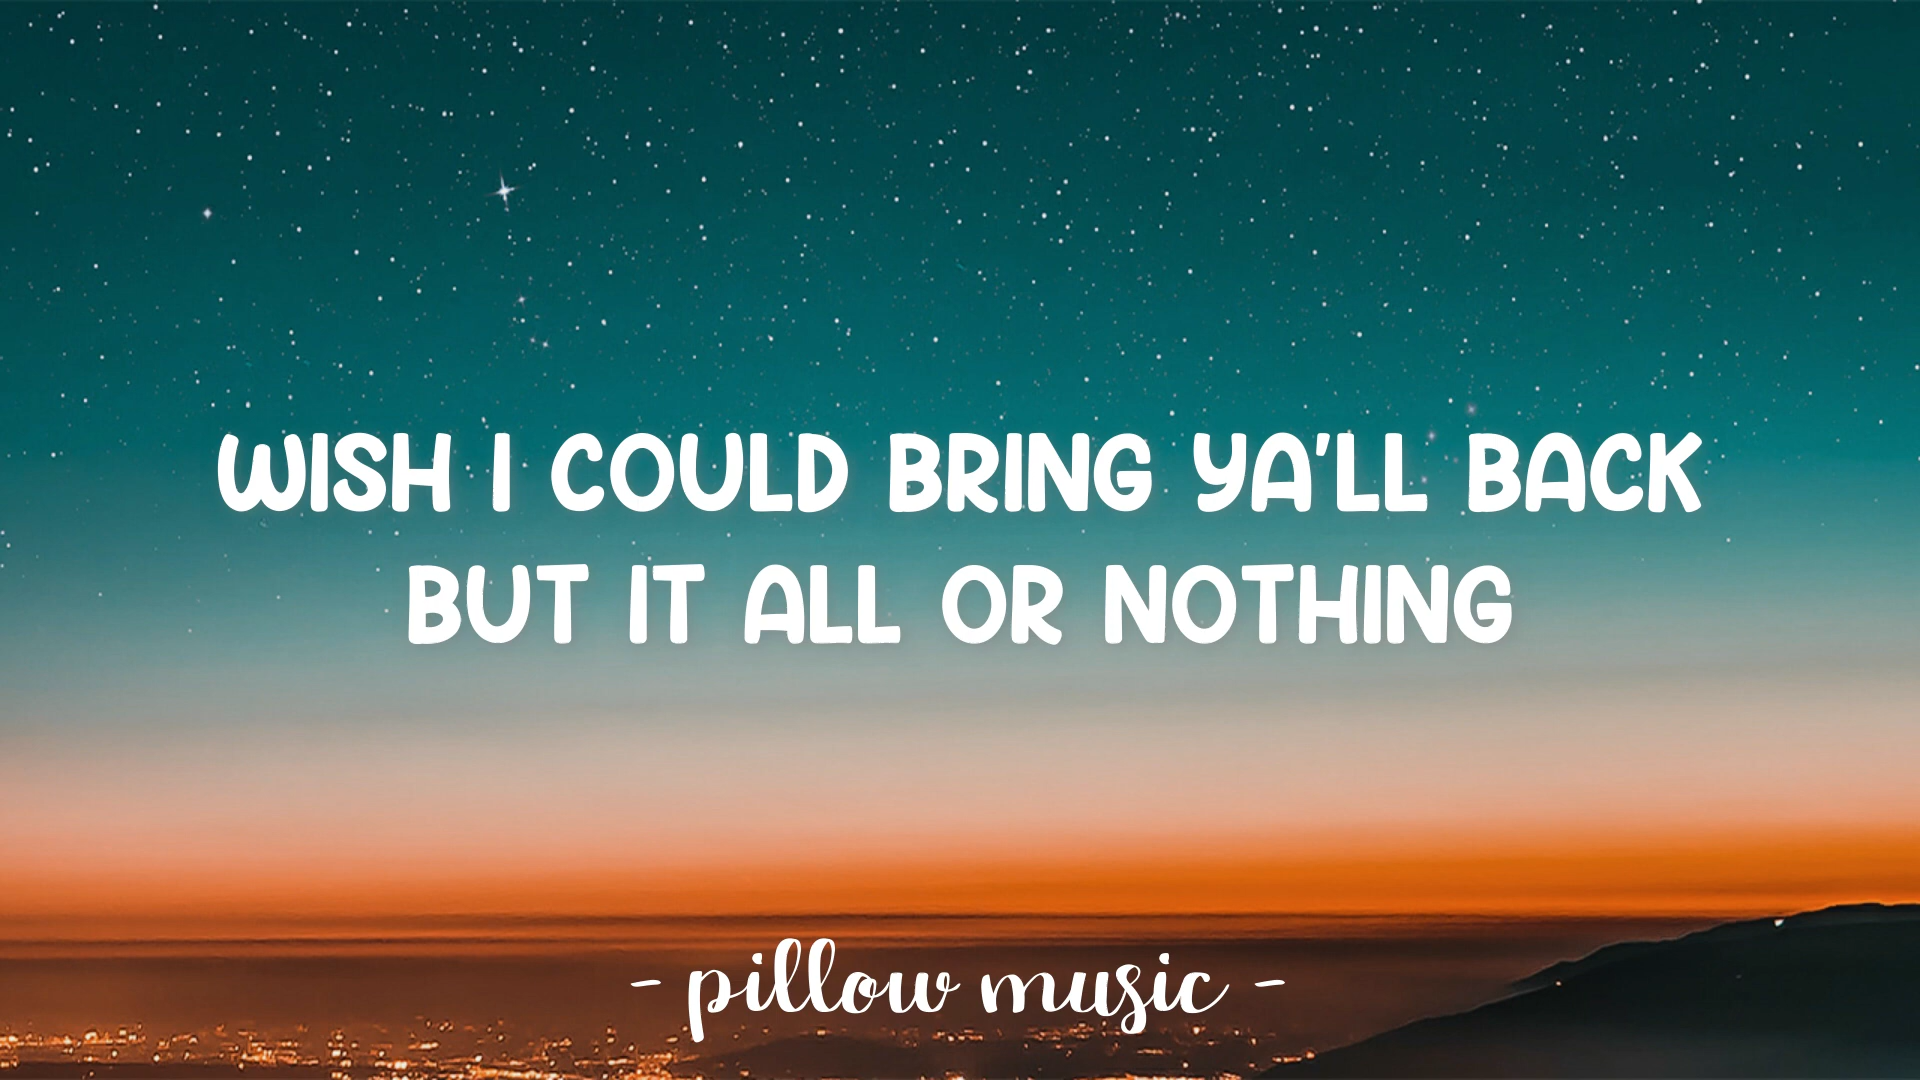 WISH I COULD BRING YA'LL BACK
BUT IT ALL OR NOTHING
- pillow music -